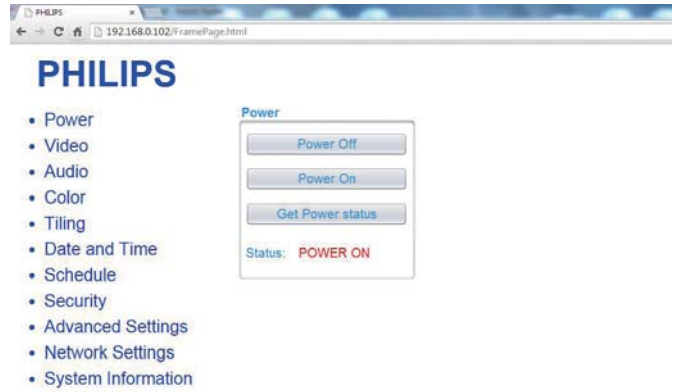 PHILIPS
192.168.0.102/FramePage.html
PHILIPS
• Power
• Video
• Audio
• Color
• Tiling
• Date and Time
• Schedule
• Security
• Advanced Settings
• Network Settings
• System Information
Power
Power Off
Power On
Get Power status
Status: POWER ON